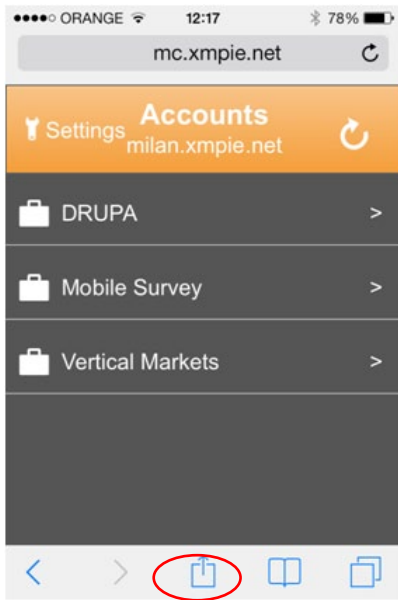 ORANGE 12:17 78%
mc.xmpie.net
Settings Accounts
milan.xmpie.net
DRUPA >
Mobile Survey >
Vertical Markets >